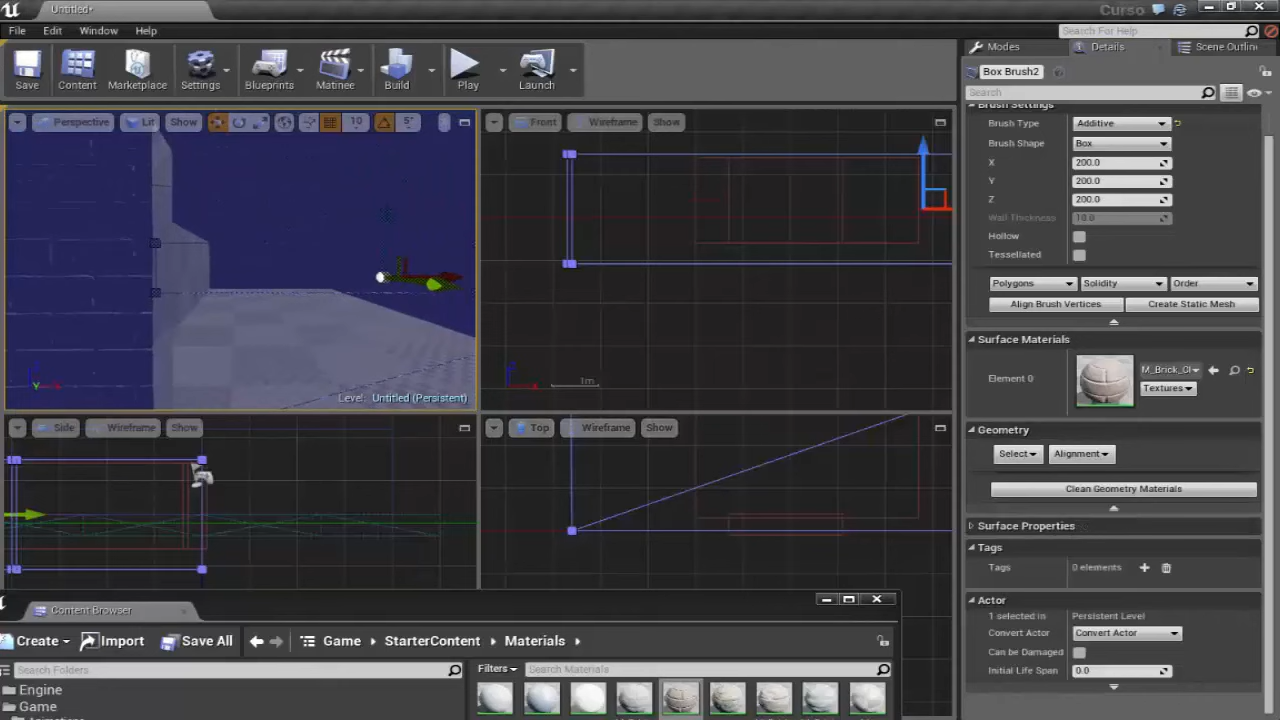 Untitled*
Curso
File Edit Window Help
Search For Help
Save Content Marketplace Settings Blueprints Matinee Build Play Launch
Modes Details Scene Outlin
Box Brush2
Search
Perspective Lit Show 10 5°
Front Wireframe Show
Brush Settings
Brush Type Additive
Brush Shape Box
X 200.0
Y 200.0
Z 200.0
Wall Thickness 10.0
Hollow
Tessellated
Polygons Solidity Order
Align Brush Vertices Create Static Mesh
Surface Materials
Element 0 M_Brick_Cl
Textures
1m
Level: Untitled (Persistent)
Side Wireframe Show
Top Wireframe Show
Geometry
Select Alignment
Clean Geometry Materials
Surface Properties
Tags
Tags 0 elements
Actor
1 selected in Persistent Level
Convert Actor Convert Actor
Can be Damaged
Initial Life Span 0.0
Content Browser
Create Import Save All Game StarterContent Materials
Search Folders
Filters Search Materials
Engine
Game